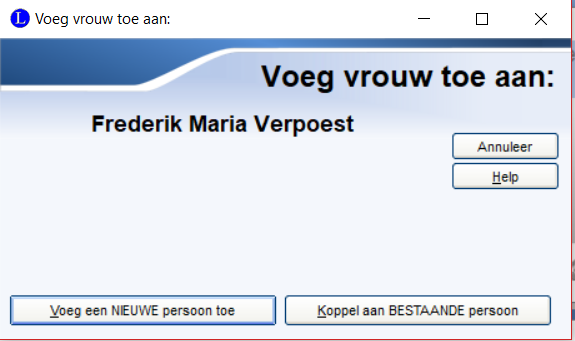 L Voeg vrouw toe aan:
Voeg vrouw toe aan:
Frederik Maria Verpoest
Annuleer
Help
Voeg een NIEUWE persoon toe
Koppel aan BESTAANDE persoon